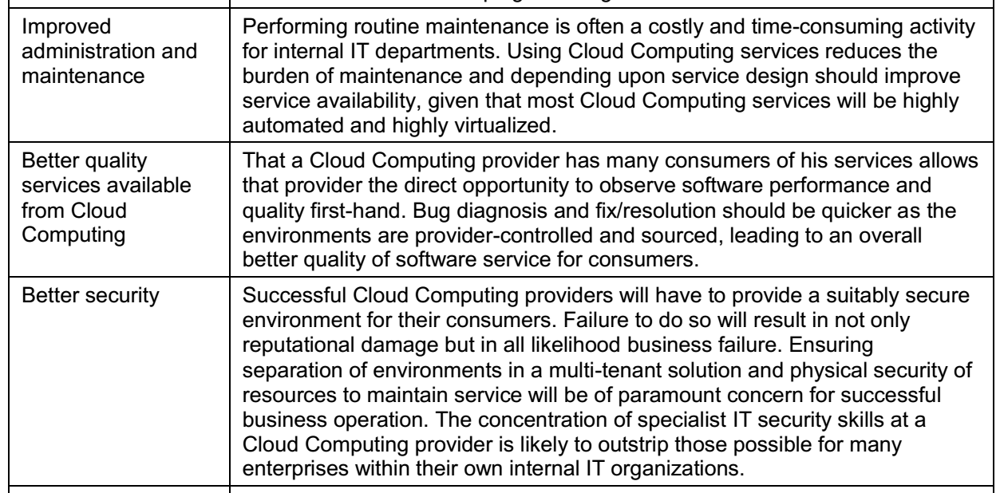 Improved
administration and
maintenance
Performing routine maintenance is often a costly and time-consuming activity
for internal IT departments. Using Cloud Computing services reduces the
burden of maintenance and depending upon service design should improve
service availability, given that most Cloud Computing services will be highly
automated and highly virtualized.
Better quality
services available
from Cloud
Computing
That a Cloud Computing provider has many consumers of his services allows
that provider the direct opportunity to observe software performance and
quality first-hand. Bug diagnosis and fix/resolution should be quicker as the
environments are provider-controlled and sourced, leading to an overall
better quality of software service for consumers.
Better security
Successful Cloud Computing providers will have to provide a suitably secure
environment for their consumers. Failure to do so will result in not only
reputational damage but in all likelihood business failure. Ensuring
separation of environments in a multi-tenant solution and physical security of
resources to maintain service will be of paramount concern for successful
business operation. The concentration of specialist IT security skills at a
Cloud Computing provider is likely to outstrip those possible for many
enterprises within their own internal IT organizations.